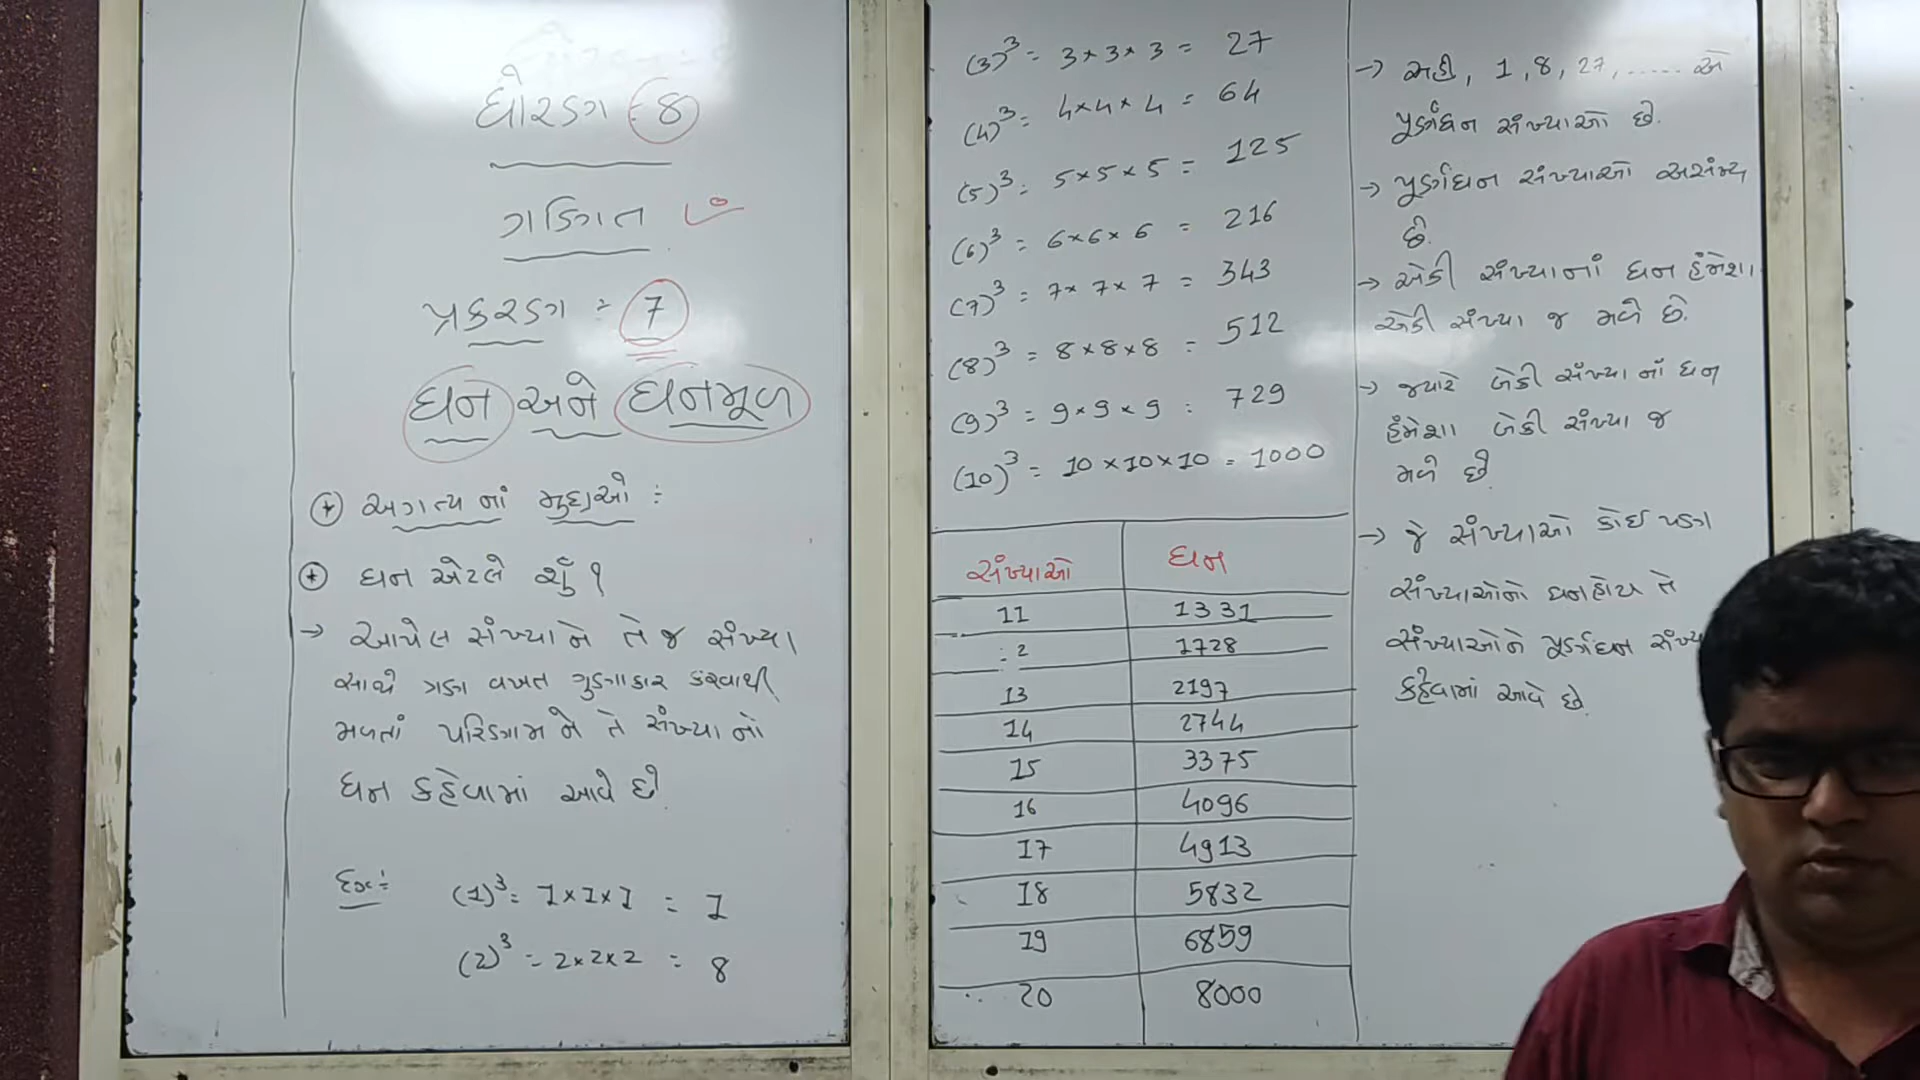 ધોરણ : 8
ગણિત
પ્રકરણ : 7
ઘન અને ઘનમૂળ
* અગત્ય નાં મુદ્દાઓ :
* ઘન એટલે શું ?
→ આપેલ સંખ્યા ને તે જ સંખ્યા
સાથે ત્રણ વખત ગુણાકાર કરવાથી
મળતાં પરિણામ ને તે સંખ્યા નો
ઘન કહેવામાં આવે છે.
Ex :
(1)³ = 1×1×1 = 1
(2)³ = 2×2×2 = 8
(3)³ = 3×3×3 = 27
(4)³ = 4×4×4 = 64
(5)³ = 5×5×5 = 125
(6)³ = 6×6×6 = 216
(7)³ = 7×7×7 = 343
(8)³ = 8×8×8 = 512
(9)³ = 9×9×9 = 729
(10)³ = 10×10×10 = 1000
સંખ્યાઓ ઘન
11 1331
2 1728
13 2197
14 2744
15 3375
16 4096
17 4913
18 5832
19 6859
20 8000
→ અહીં, 1, 8, 27, ..... એ
પૂર્ણઘન સંખ્યાઓ છે.
→ પૂર્ણઘન સંખ્યાઓ અસંખ્ય
છે.
→ એકી સંખ્યાનાં ઘન હંમેશા
એકી સંખ્યા જ મળે છે.
→ જ્યારે બેકી સંખ્યા નાં ઘન
હંમેશા બેકી સંખ્યા જ
મળે છે.
→ જે સંખ્યાઓ કોઈ પણ
સંખ્યાઓનો ઘન હોય તે
સંખ્યાઓને પૂર્ણઘન
કહેવામાં આવે છે.